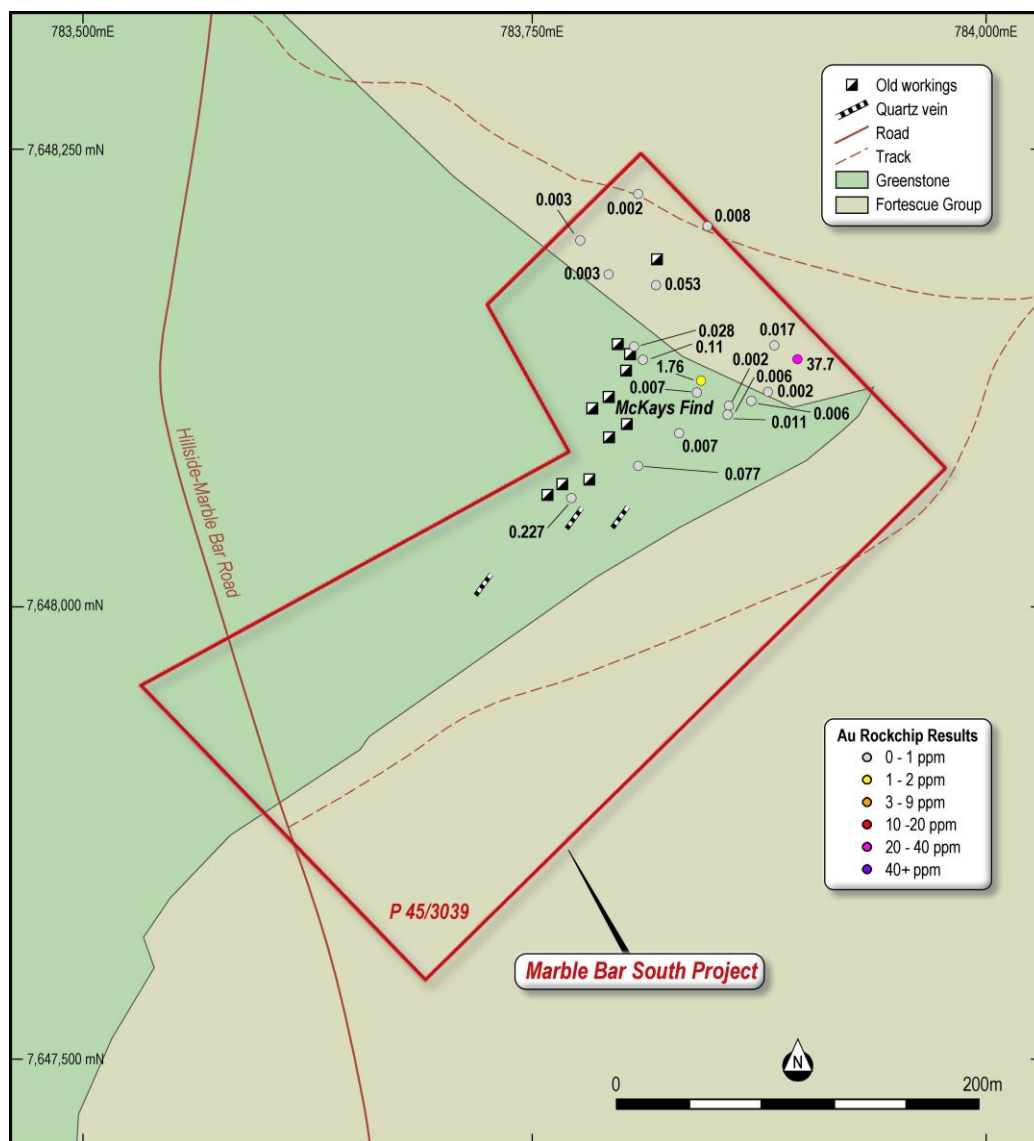 783,500mE
783,750mE
784,000mE
7,648,250 mN
7,648,000 mN
7,647,500 mN
Old workings
Quartz vein
Road
Track
Greenstone
Fortescue Group
0.003
0.002
0.008
0.003
0.053
0.028
0.11
0.017
1.76
0.002
0.006
37.7
0.007
0.002
McKays Find
0.006
0.011
0.007
0.077
0.227
Hillside-Marble Bar Road
Au Rockchip Results
0 - 1 ppm
1 - 2 ppm
3 - 9 ppm
10 -20 ppm
20 - 40 ppm
40+ ppm
P 45/3039
Marble Bar South Project
N
0
200m